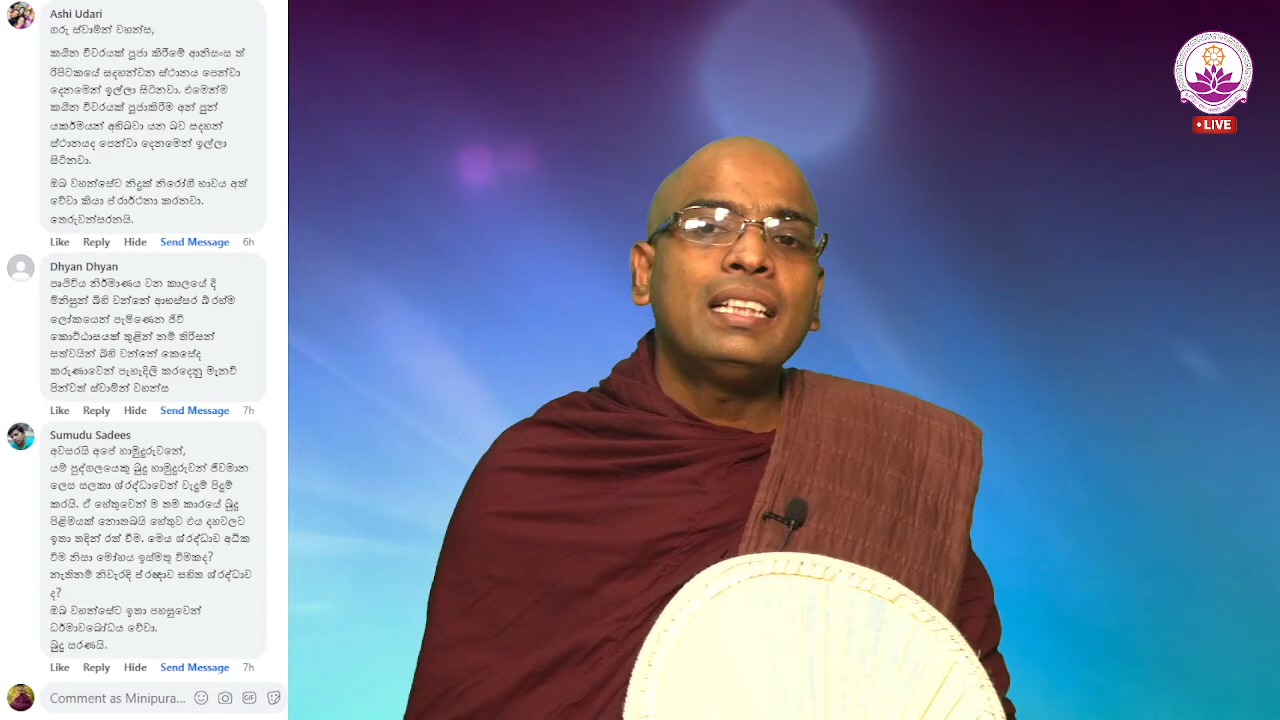 Ashi Udari
ගරු ස්වාමින් වහන්ස,
කඨින චීවරයක් පූජා කිරීමේ ආනිසංස ත්
රිපිටකයේ සඳහන්වන ස්ථානය පෙන්වා
දෙනමෙන් ඉල්ලා සිටිනවා. එමෙන්ම
කඨින චීවරයක් පූජාකිරීම අන් පුන්
යකර්මයන් අභිබවා යන බව සඳහන්
ස්ථානයද පෙන්වා දෙනමෙන් ඉල්ලා
සිටිනවා.
ඔබ වහන්සේට නිදුක් නිරෝගී භාවය අත්
වේවා කියා ප් රාර්ථනා කරනවා.
තෙරුවන්සරනයි.
Like Reply Hide Send Message 6h
Dhyan Dhyan
පෘථිවිය නිර්මාණය වන කාලයේ දී
මිනිසුන් බිහි වන්නේ ආභස්සර බ් රහ්ම
ලෝකයෙන් පැමිණෙන ජීවී
කොට්ඨාසයක් තුළින් නම් තිරිසන්
සත්වයින් බිහි වන්නේ කෙසේද
කරුණාවෙන් පැහැදිලි කරදෙනු මැනවි
පින්වත් ස්වාමින් වහන්ස
Like Reply Hide Send Message 7h
Sumudu Sadees
අවසරයි අපේ හාමුදුරුවනේ,
යම් පුද්ගලයෙකු බුදු හාමුදුරුවන් ජීවමාන
ලෙස සලකා ශ් රද්ධාවෙන් වැඳුම් පිදුම්
කරයි. ඒ හේතුවෙන් ම තම කාරයේ බුදු
පිළිමයක් නොතබයි හේතුව එය දහවලට
ඉතා තදින් රත් වීම. මෙය ශ් රද්ධාව අධික
වීම නිසා මෝහය ඉස්මතු වීමකද?
නැතිනම් නිවැරදි ප් රඥාව සහිත ශ් රද්ධාව
ද?
ඔබ වහන්සේට ඉතා පහසුවෙන්
ධර්මාවබෝධය වේවා.
බුදු සරණයි.
Like Reply Hide Send Message 7h
Comment as Minipura... GIF
LIVE